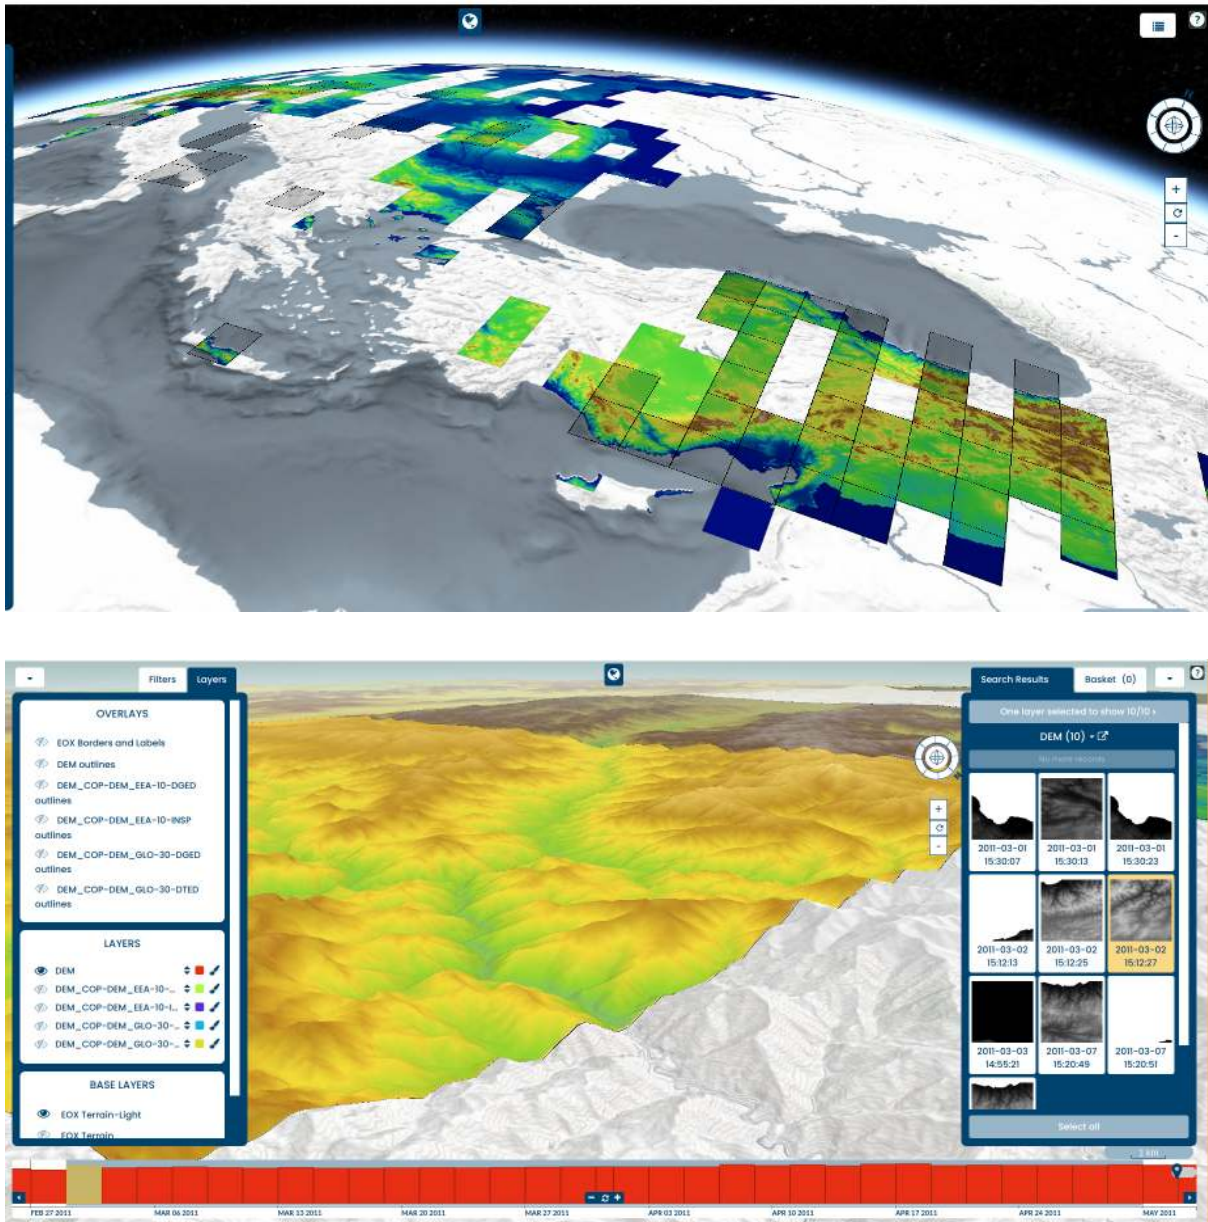 ?
+
-
Filters
Layers
Search Results
Basket (0)
?
OVERLAYS
EOX Borders and Labels
DEM outlines
DEM_COP-DEM_EEA-10-DGED
outlines
DEM_COP-DEM_EEA-10-INSP
outlines
DEM_COP-DEM_GLO-30-DGED
outlines
DEM_COP-DEM_GLO-30-DTED
outlines
LAYERS
DEM
DEM_COP-DEM_EEA-10-...
DEM_COP-DEM_EEA-10-I...
DEM_COP-DEM_GLO-30-...
DEM_COP-DEM_GLO-30-...
BASE LAYERS
EOX Terrain-Light
EOX Terrain
+
-
One layer selected to show 10/10 ›
DEM (10)
No more records
2011-03-01
15:30:07
2011-03-01
15:30:13
2011-03-01
15:30:23
2011-03-02
15:12:13
2011-03-02
15:12:25
2011-03-02
15:12:27
2011-03-03
14:55:21
2011-03-07
15:20:49
2011-03-07
15:20:51
Select all
2 km
- +
FEB 27 2011
MAR 06 2011
MAR 13 2011
MAR 20 2011
MAR 27 2011
APR 03 2011
APR 10 2011
APR 17 2011
APR 24 2011
MAY 2011